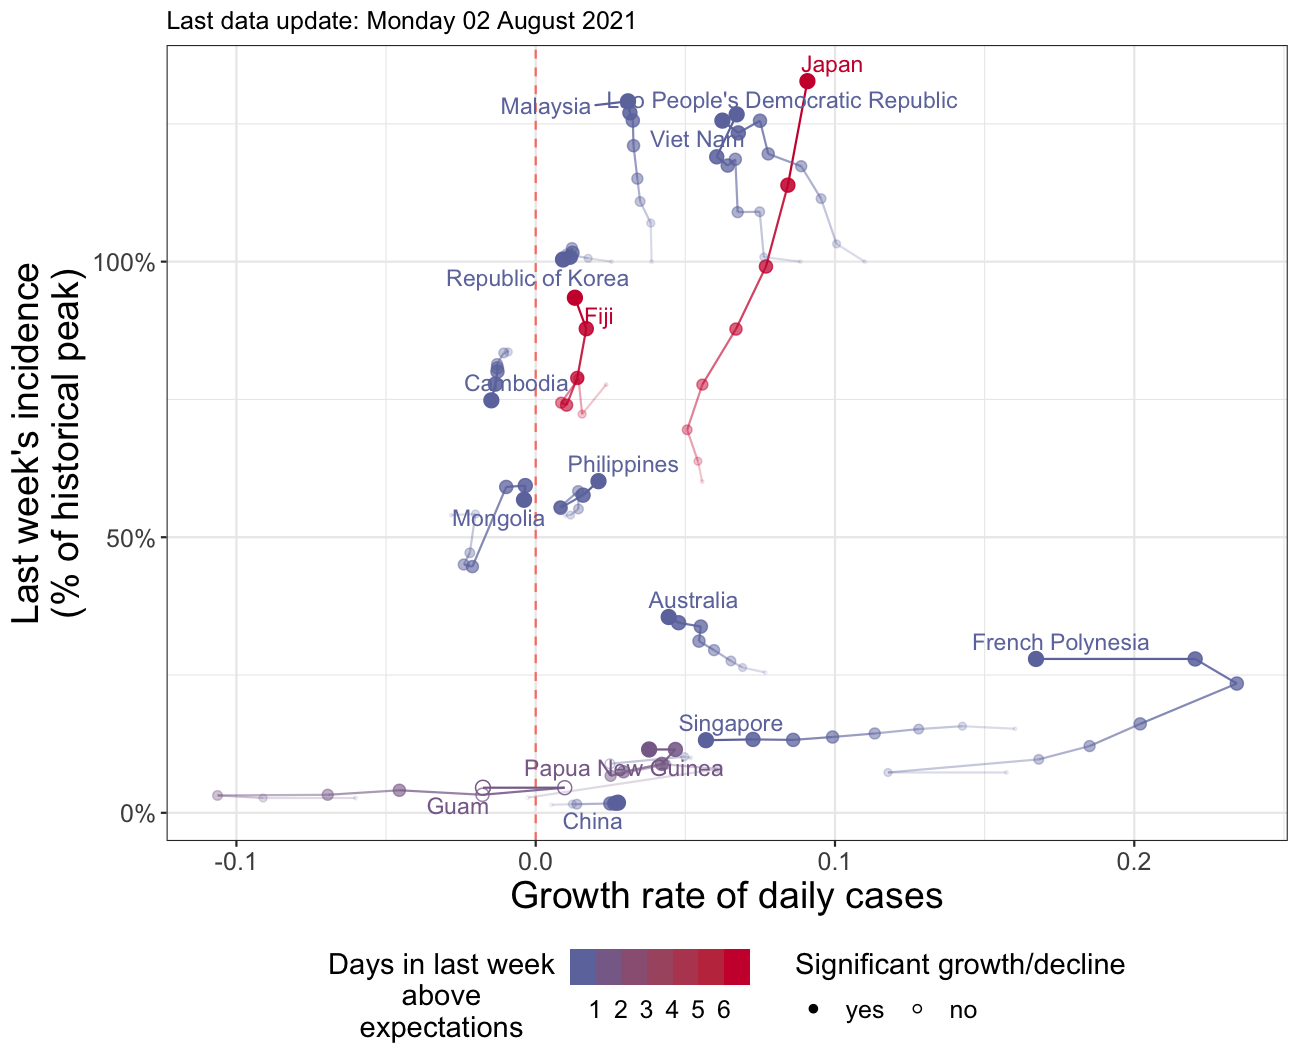 Last data update: Monday 02 August 2021
Japan
Malaysia
Lao People's Democratic Republic
Viet Nam
100%
Republic of Korea
Fiji
Cambodia
Philippines
50%
Mongolia
Australia
French Polynesia
Singapore
Papua New Guinea
Guam
0%
China
Last week's incidence
(% of historical peak)
-0.1
0.0
0.1
0.2
Growth rate of daily cases
Days in last week
above
expectations
1 2 3 4 5 6
Significant growth/decline
yes no